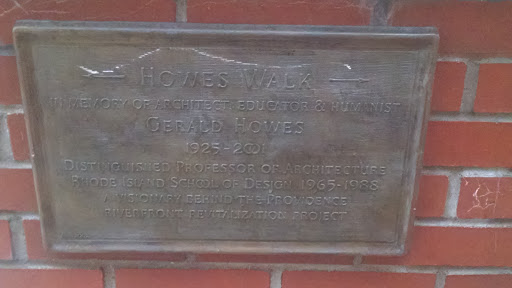 HOWES WALK
IN MEMORY OF ARCHITECT, EDUCATOR & HUMANIST
GERALD HOWES
1925-2001
DISTINGUISHED PROFESSOR OF ARCHITECTURE
RHODE ISLAND SCHOOL OF DESIGN 1965-1988
A VISIONARY BEHIND THE PROVIDENCE
RIVERFRONT REVITALIZATION PROJECT